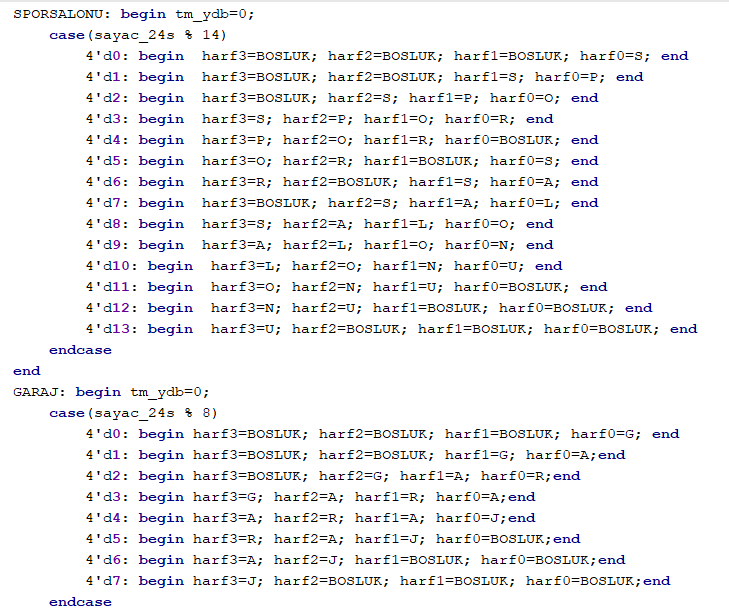 SPORSALONU: begin tm_ydb=0;
case(sayac_24s % 14)
4'd0: begin  harf3=BOSLUK; harf2=BOSLUK; harf1=BOSLUK; harf0=S; end
4'd1: begin  harf3=BOSLUK; harf2=BOSLUK; harf1=S; harf0=P; end
4'd2: begin  harf3=BOSLUK; harf2=S; harf1=P; harf0=O; end
4'd3: begin  harf3=S; harf2=P; harf1=O; harf0=R; end
4'd4: begin  harf3=P; harf2=O; harf1=R; harf0=BOSLUK; end
4'd5: begin  harf3=O; harf2=R; harf1=BOSLUK; harf0=S; end
4'd6: begin  harf3=R; harf2=BOSLUK; harf1=S; harf0=A; end
4'd7: begin  harf3=BOSLUK; harf2=S; harf1=A; harf0=L; end
4'd8: begin  harf3=S; harf2=A; harf1=L; harf0=O; end
4'd9: begin  harf3=A; harf2=L; harf1=O; harf0=N; end
4'd10: begin  harf3=L; harf2=O; harf1=N; harf0=U; end
4'd11: begin  harf3=O; harf2=N; harf1=U; harf0=BOSLUK; end
4'd12: begin  harf3=N; harf2=U; harf1=BOSLUK; harf0=BOSLUK; end
4'd13: begin  harf3=U; harf2=BOSLUK; harf1=BOSLUK; harf0=BOSLUK; end
endcase
end
GARAJ: begin tm_ydb=0;
case(sayac_24s % 8)
4'd0: begin harf3=BOSLUK; harf2=BOSLUK; harf1=BOSLUK; harf0=G; end
4'd1: begin harf3=BOSLUK; harf2=BOSLUK; harf1=G; harf0=A;end
4'd2: begin harf3=BOSLUK; harf2=G; harf1=A; harf0=R;end
4'd3: begin harf3=G; harf2=A; harf1=R; harf0=A;end
4'd4: begin harf3=A; harf2=R; harf1=A; harf0=J;end
4'd5: begin harf3=R; harf2=A; harf1=J; harf0=BOSLUK;end
4'd6: begin harf3=A; harf2=J; harf1=BOSLUK; harf0=BOSLUK;end
4'd7: begin harf3=J; harf2=BOSLUK; harf1=BOSLUK; harf0=BOSLUK;end
endcase